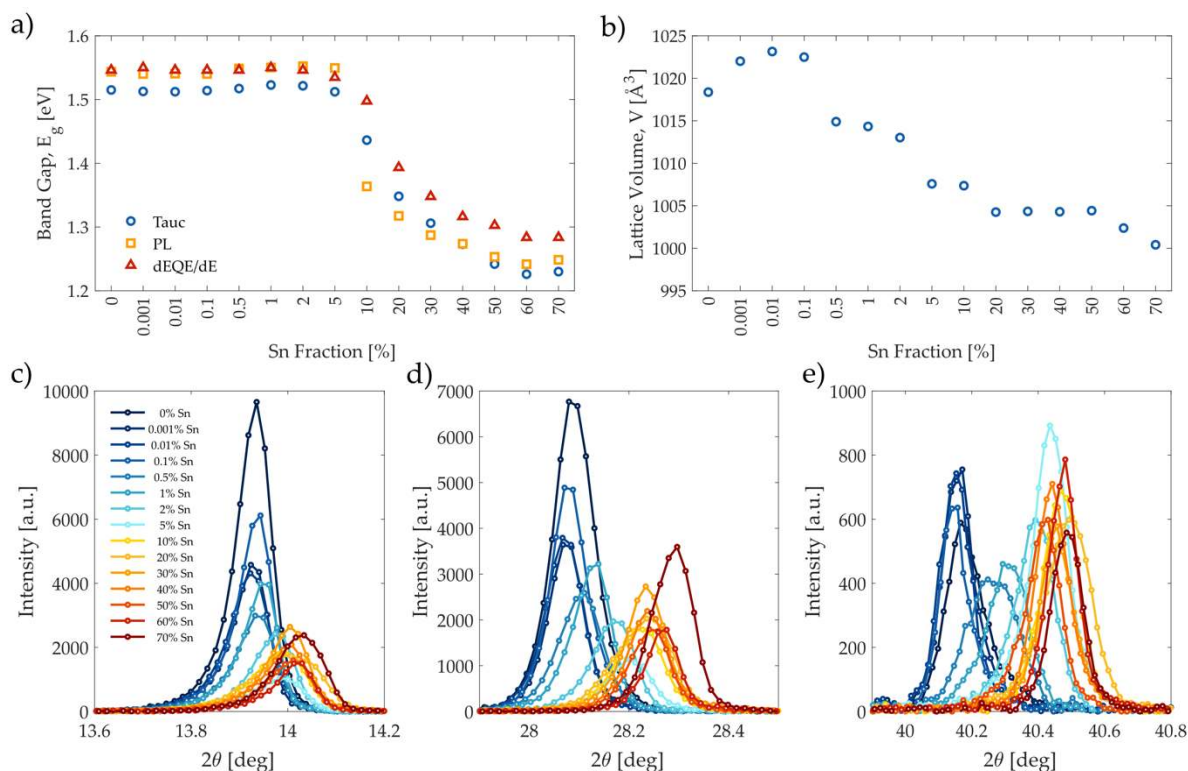 a)
1.6
1.5
1.4
1.3
1.2
Band Gap, E_g [eV]
Tauc
PL
dEQE/dE
0
0.001
0.01
0.1
0.5
1
2
5
10
20
30
40
50
60
70
Sn Fraction [%]
b)
1025
1020
1015
1010
1005
1000
995
Lattice Volume, V [Å³]
0
0.001
0.01
0.1
0.5
1
2
5
10
20
30
40
50
60
70
Sn Fraction [%]
c)
10000
8000
6000
4000
2000
0
Intensity [a.u.]
0% Sn
0.001% Sn
0.01% Sn
0.1% Sn
0.5% Sn
1% Sn
2% Sn
5% Sn
10% Sn
20% Sn
30% Sn
40% Sn
50% Sn
60% Sn
70% Sn
13.6
13.8
14
14.2
2θ [deg]
d)
7000
6000
5000
4000
3000
2000
1000
0
Intensity [a.u.]
28
28.2
28.4
2θ [deg]
e)
1000
800
600
400
200
0
Intensity [a.u.]
40
40.2
40.4
40.6
40.8
2θ [deg]